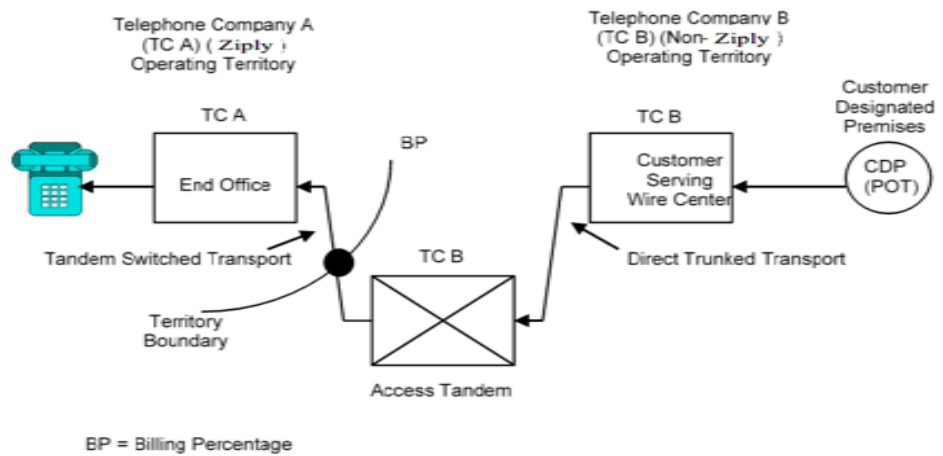 Telephone Company A
(TC A) ( Ziply )
Operating Territory
Telephone Company B
(TC B) (Non- Ziply )
Operating Territory
Customer
Designated
Premises
TC A
BP
TC B
End Office
Customer
Serving
Wire Center
CDP
(POT)
Tandem Switched Transport
TC B
Direct Trunked Transport
Territory
Boundary
Access Tandem
BP = Billing Percentage